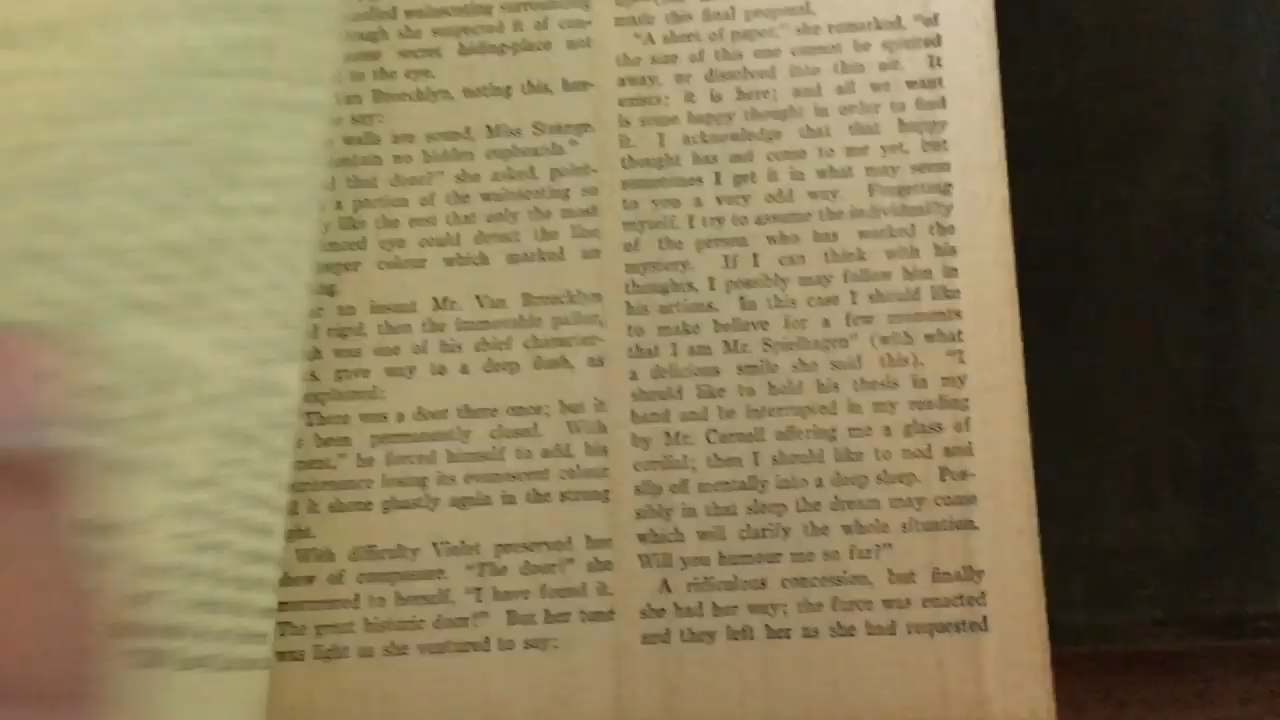 walled wainscoting surrounding
ough she suspected it of con-
ome secret hiding-place not
t to the eye.
Van Broecklyn, noting this, has-
o say:
walls are sound, Miss Strange.
ontain no hidden cupboards."
d that door?" she asked, point-
a portion of the wainscoting so
y like the rest that only the most
ienced eye could detect the line
eeper colour which marked an
ng.
r an instant Mr. Van Broecklyn
d rigid, then the immovable pallor,
h was one of his chief character-
s, gave way to a deep flush, as
explained:
There was a door there once; but it
s been permanently closed. With
ment," he forced himself to add, his
untenance losing its evanescent colour
ll it shone ghastly again in the strong
ght.
With difficulty Violet preserved her
show of composure. "The door!" she
murmured to herself. "I have found it.
The great historic door!" But her tone
was light as she ventured to say:
made this final proposal.
"A sheet of paper," she remarked, "of
the size of this one cannot be spirited
away, or dissolved into thin air. It
exists; it is here; and all we want
is some happy thought in order to find
it. I acknowledge that that happy
thought has not come to me yet, but
sometimes I get it in what may seem
to you a very odd way. Forgetting
myself, I try to assume the individuality
of the person who has worked the
mystery. If I can think with his
thoughts, I possibly may follow him in
his actions. In this case I should like
to make believe for a few moments
that I am Mr. Spielhagen" (with what
a delicious smile she said this). "I
should like to hold his thesis in my
hand and be interrupted in my reading
by Mr. Cornell offering me a glass of
cordial; then I should like to nod and
slip off mentally into a deep sleep. Pos-
sibly in that sleep the dream may come
which will clarify the whole situation.
Will you humour me so far?"
A ridiculous concession, but finally
she had her way; the farce was enacted
and they left her as she had requested